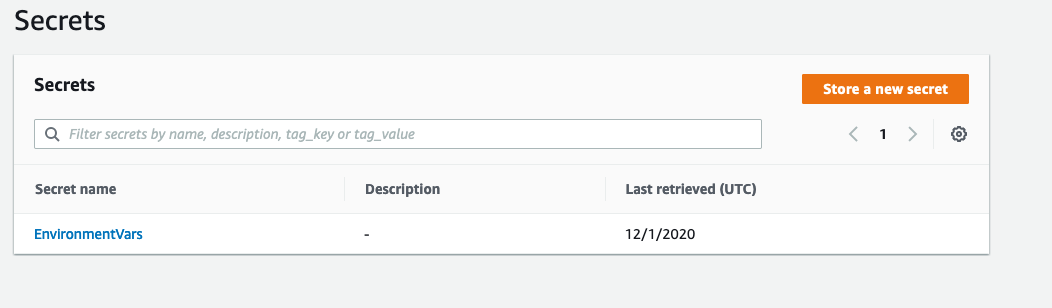 Secrets
Secrets
Store a new secret
Filter secrets by name, description, tag_key or tag_value
1
Secret name Description Last retrieved (UTC)
EnvironmentVars - 12/1/2020